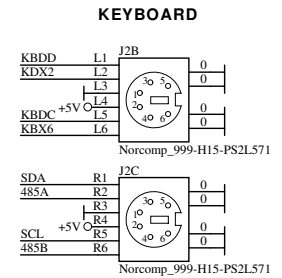 KEYBOARD
J2B
KBDD L1
KDX2 L2
L3
+5V L4
KBDC L5
KBX6 L6
3 5
1
2
4 6
0
0
0
0
Norcomp_999-H15-PS2L571
J2C
SDA R1
485A R2
R3
+5V R4
SCL R5
485B R6
3 5
1
2
4 6
0
0
0
0
Norcomp_999-H15-PS2L571